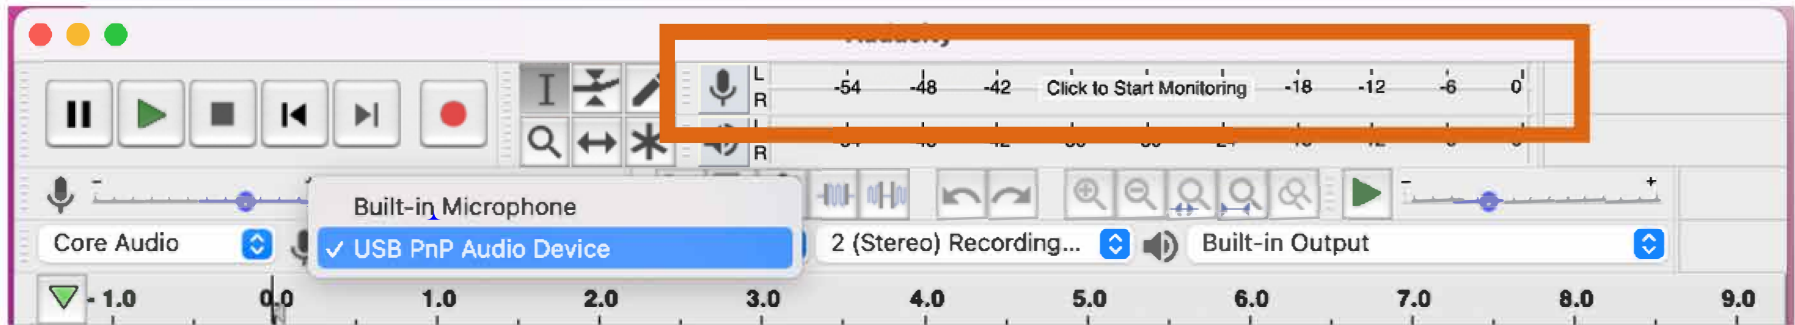 Audacity
L
R
-54 -48 -42 Click to Start Monitoring -18 -12 -6 0
R
- +
Built-in Microphone
- +
Core Audio
✓ USB PnP Audio Device
2 (Stereo) Recording...
Built-in Output
- 1.0 0.0 1.0 2.0 3.0 4.0 5.0 6.0 7.0 8.0 9.0